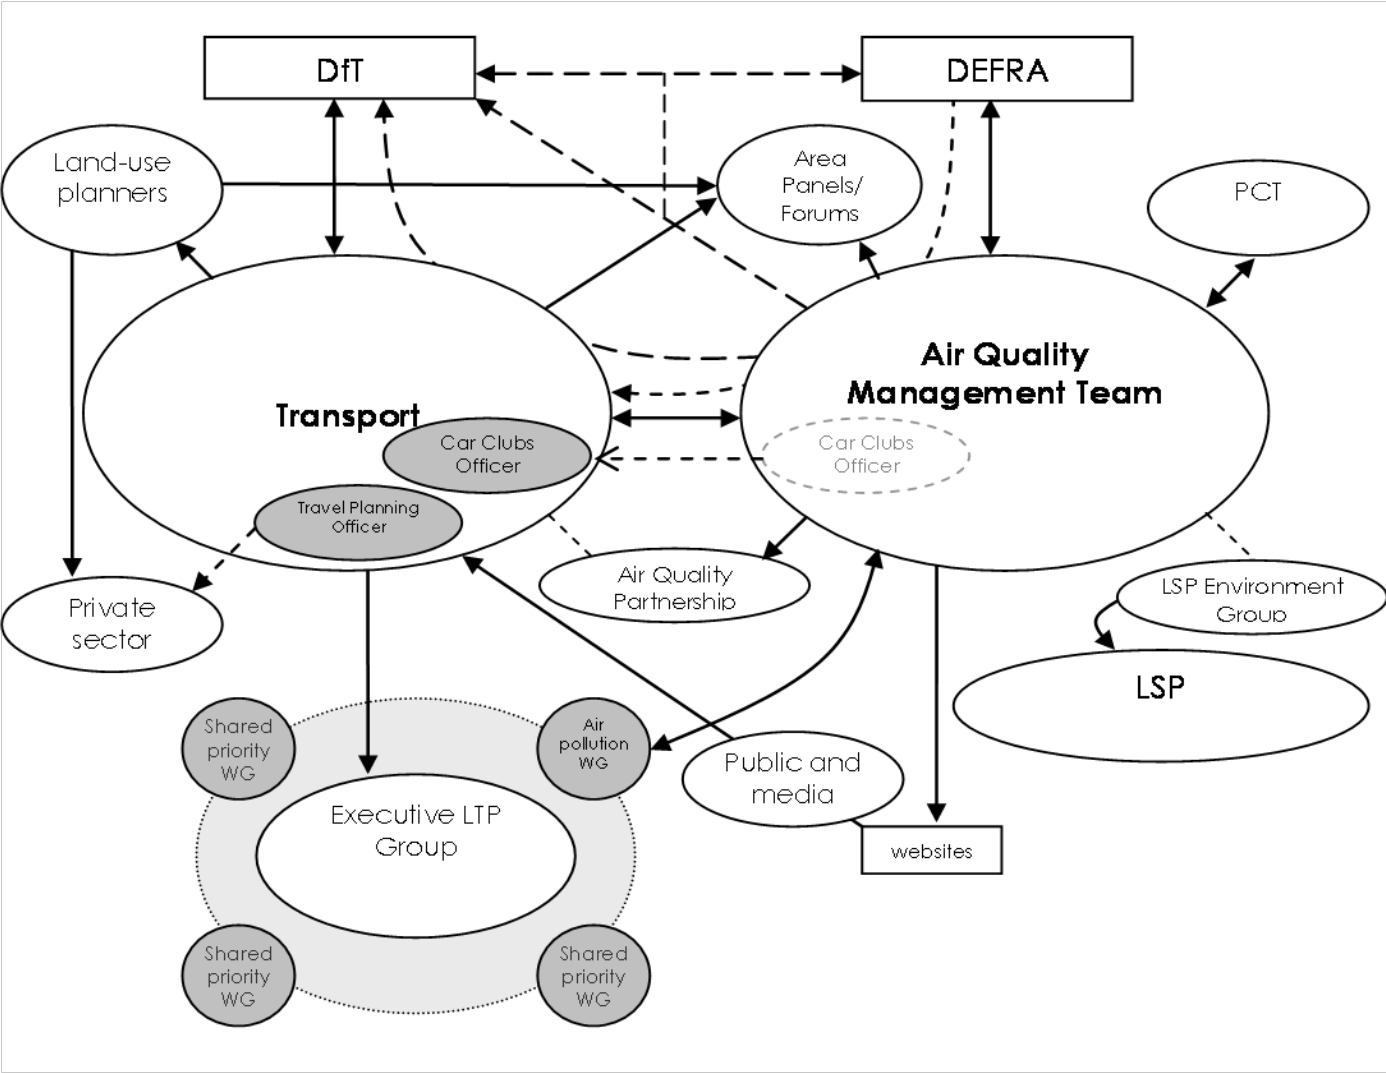 DfT
DEFRA
Land-use
planners
Area
Panels/
Forums
PCT
Air Quality
Management Team
Transport
Car Clubs
Officer
Car Clubs
Officer
Travel Planning
Officer
Air Quality
Partnership
LSP Environment
Group
Private
sector
LSP
Shared
priority
WG
Air
pollution
WG
Public and
media
Executive LTP
Group
websites
Shared
priority
WG
Shared
priority
WG